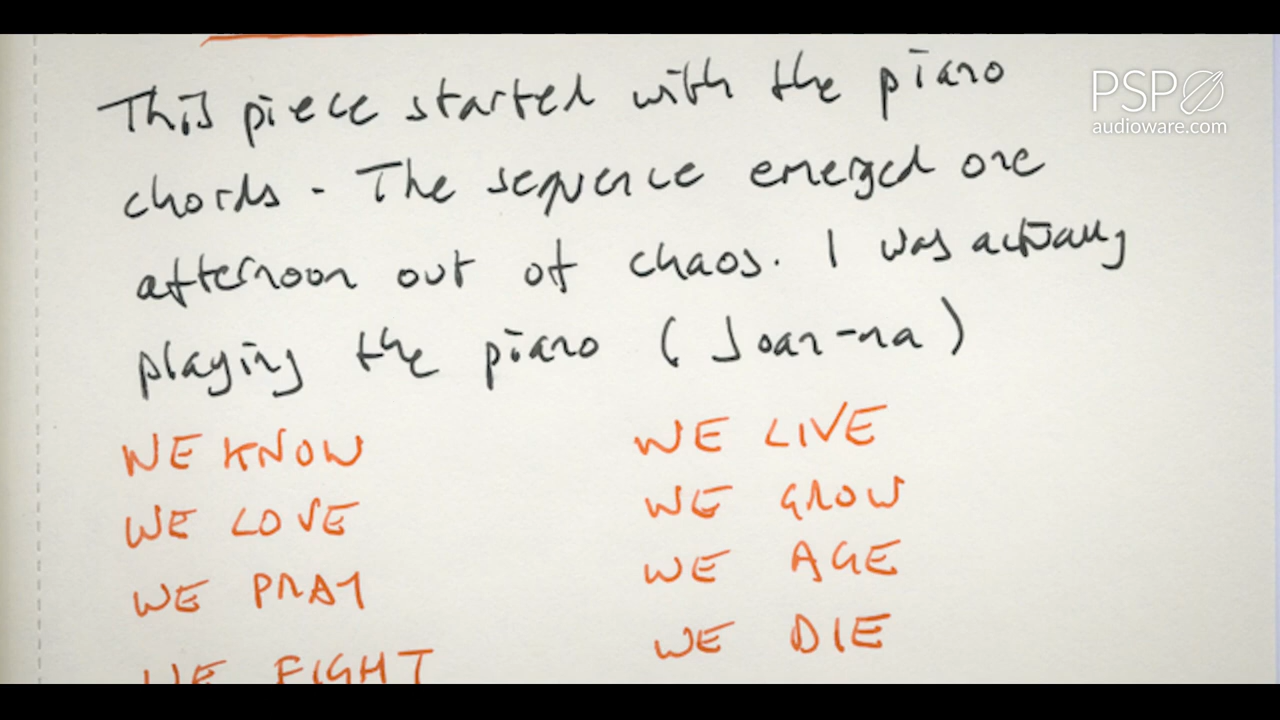 PSP
audioware.com
This piece started with the piano
chords - The sequence emerged one
afternoon out of chaos. I was actually
playing the piano (Joan-na)
WE KNOW WE LIVE
WE LOVE WE GROW
WE PRAY WE AGE
WE FIGHT WE DIE